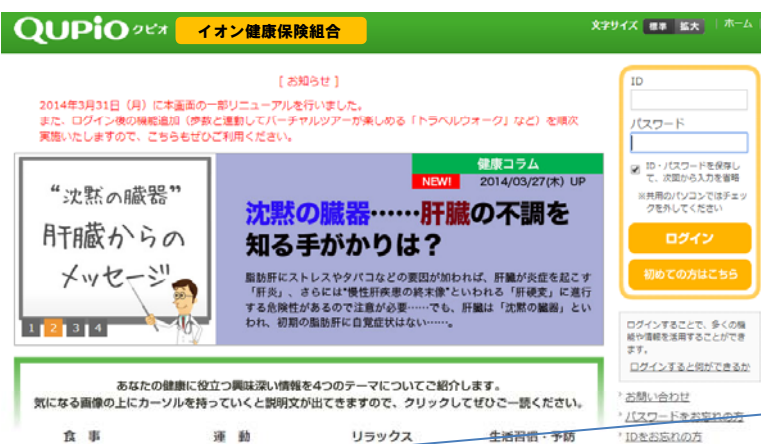 QUPiO クピオ イオン健康保険組合
文字サイズ 標準 拡大 ホーム
[ お知らせ ]
2014年3月31日（月）に本画面の一部リニューアルを行いました。
また、ログイン後の機能追加（歩数と連動してバーチャルツアーが楽しめる「トラベルウォーク」など）を順次
実施いたしますので、こちらもぜひご利用ください。
“沈黙の臓器”
肝臓からの
メッセージ
1 2 3 4
健康コラム
NEW! 2014/03/27(木) UP
沈黙の臓器……肝臓の不調を
知る手がかりは？
脂肪肝にストレスやタバコなどの要因が加われば、肝臓が炎症を起こす
「肝炎」、さらには“慢性肝疾患の終末像”といわれる「肝硬変」に進行
する危険性があるので注意が必要……でも、肝臓は「沈黙の臓器」とい
われ、初期の脂肪肝に自覚症状はない……。
あなたの健康に役立つ興味深い情報を4つのテーマについてご紹介します。
気になる画像の上にカーソルを持っていくと説明文が出てきますので、クリックしてぜひご一読ください。
食 事 運 動 リラックス 生活習慣・予防
ID
パスワード
ID・パスワードを保存し
て、次回から入力を省略
※共用のパソコンではチェッ
クを外してください
ログイン
初めての方はこちら
ログインすることで、多くの機
能や情報を活用することができ
ます。
ログインすると何ができるか
お問い合わせ
パスワードをお忘れの方
IDをお忘れの方